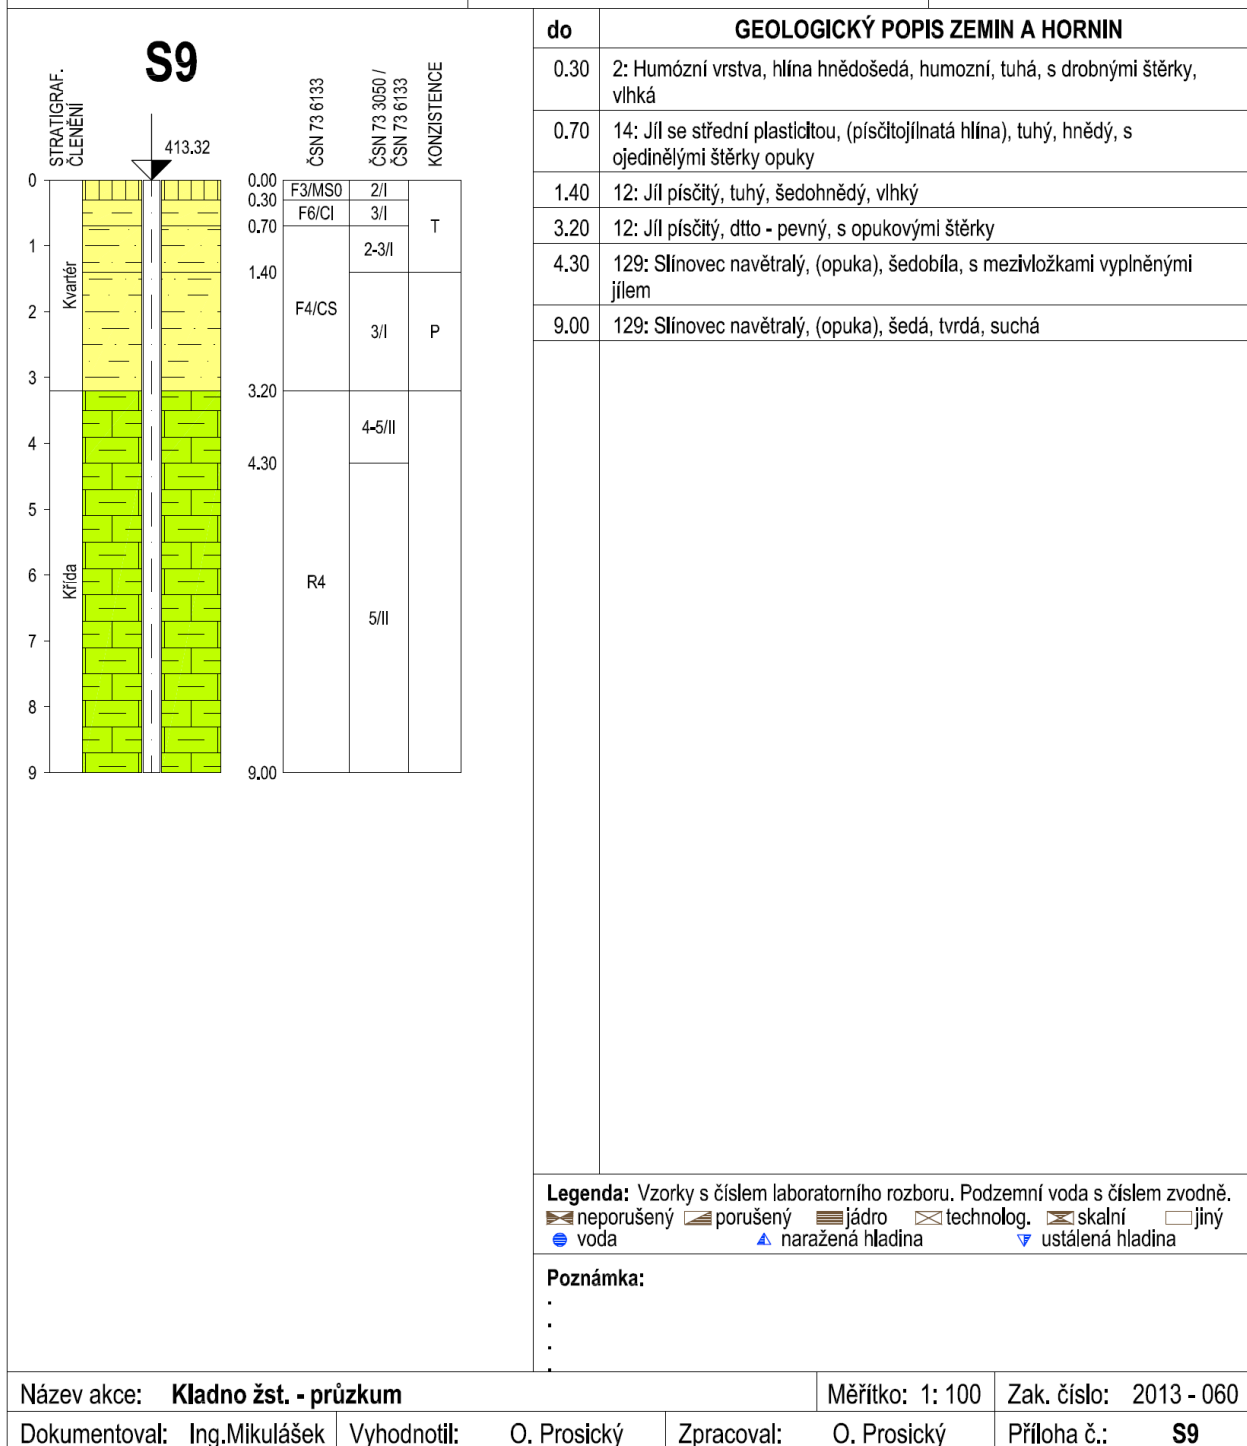 S9
STRATIGRAF.
ČLENĚNÍ
413.32
ČSN 73 6133
ČSN 73 3050 /
ČSN 73 6133
KONZISTENCE
0
1
2
3
4
5
6
7
8
9
Kvartér
Křída
0.00
0.30
0.70
1.40
3.20
4.30
9.00
F3/MS0
F6/CI
F4/CS
R4
2/I
3/I
2-3/I
3/I
4-5/II
5/II
T
P
do GEOLOGICKÝ POPIS ZEMIN A HORNIN
0.30 2: Humózní vrstva, hlína hnědošedá, humozní, tuhá, s drobnými štěrky,
vlhká
0.70 14: Jíl se střední plasticitou, (písčitojílnatá hlína), tuhý, hnědý, s
ojedinělými štěrky opuky
1.40 12: Jíl písčitý, tuhý, šedohnědý, vlhký
3.20 12: Jíl písčitý, dtto - pevný, s opukovými štěrky
4.30 129: Slínovec navětralý, (opuka), šedobíla, s mezivložkami vyplněnými
jílem
9.00 129: Slínovec navětralý, (opuka), šedá, tvrdá, suchá
Legenda: Vzorky s číslem laboratorního rozboru. Podzemní voda s číslem zvodně.
neporušený porušený jádro technolog. skalní jiný
voda naražená hladina ustálená hladina
Poznámka:
.
.
.
.
Název akce: Kladno žst. - průzkum Měřítko: 1: 100 Zak. číslo: 2013 - 060
Dokumentoval: Ing.Mikulášek Vyhodnotil: O. Prosický Zpracoval: O. Prosický Příloha č.: S9